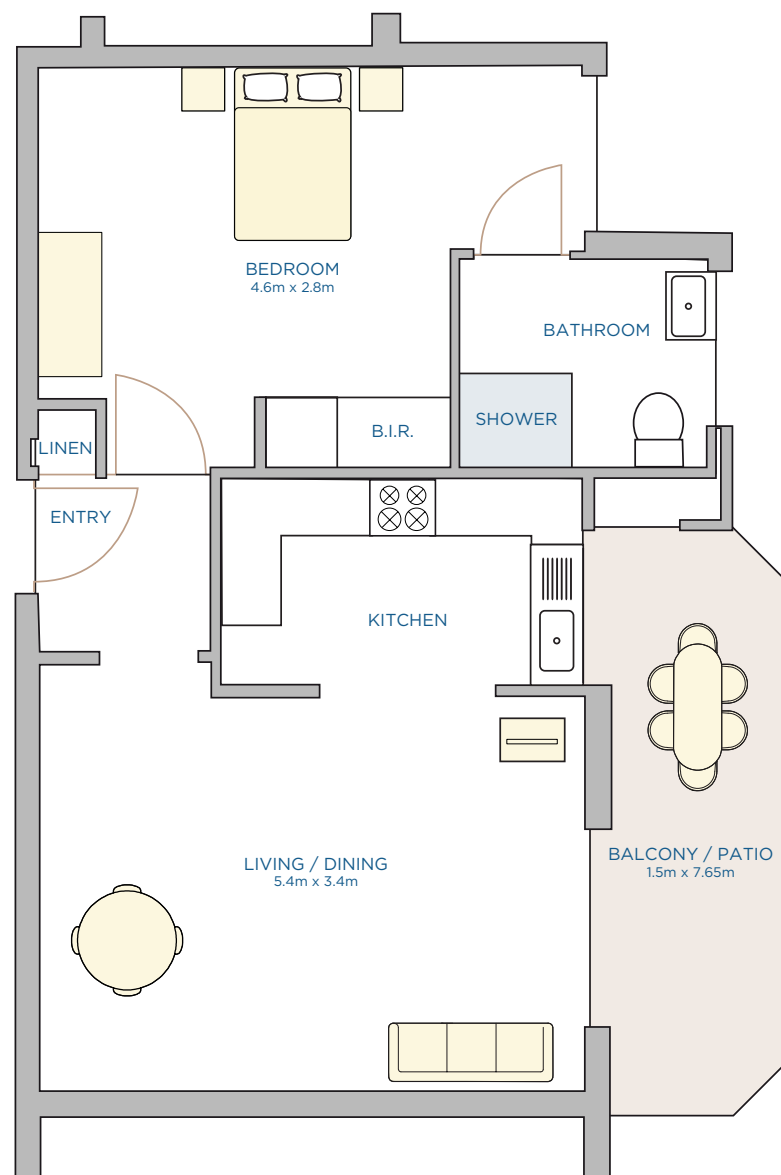 BEDROOM
4.6m x 2.8m
BATHROOM
SHOWER
B.I.R.
LINEN
ENTRY
KITCHEN
LIVING / DINING
5.4m x 3.4m
BALCONY / PATIO
1.5m x 7.65m